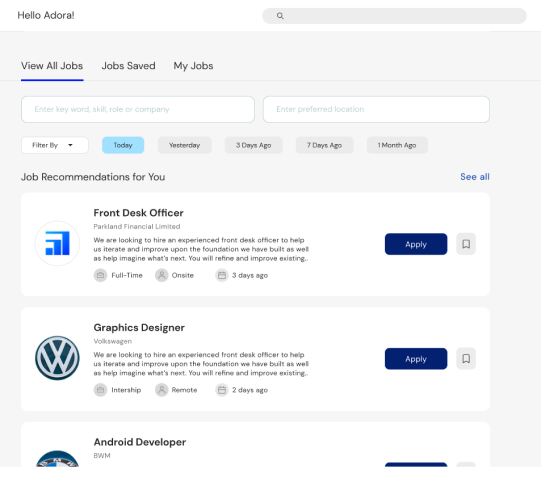 Hello Adora!
View All Jobs Jobs Saved My Jobs
Enter key word, skill, role or company Enter preferred location
Filter By Today Yesterday 3 Days Ago 7 Days Ago 1 Month Ago
Job Recommendations for You See all
Front Desk Officer
Parkland Financial Limited
We are looking to hire an experienced front desk officer to help
us iterate and improve upon the foundation we have built as well
as help imagine what's next. You will refine and improve existing..
Apply
Full-Time Onsite 3 days ago
Graphics Designer
Volkswagen
We are looking to hire an experienced front desk officer to help
us iterate and improve upon the foundation we have built as well
as help imagine what's next. You will refine and improve existing..
Apply
Intership Remote 2 days ago
Android Developer
BWM